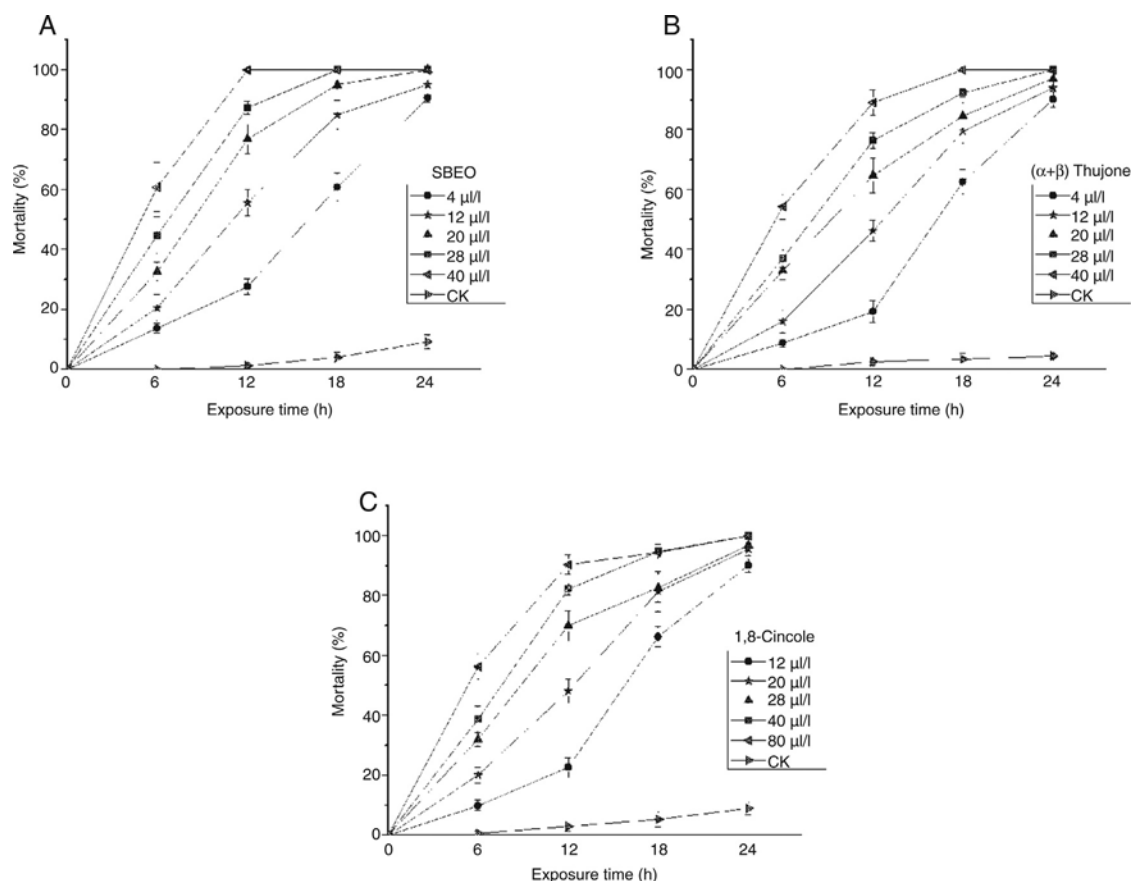 A
100
80
60
40
20
0
Mortality (%)
SBEO
4 µl/l
12 µl/l
20 µl/l
28 µl/l
40 µl/l
CK
0 6 12 18 24
Exposure time (h)
B
100
80
60
40
20
0
Mortality (%)
(α+β) Thujone
4 µl/l
12 µl/l
20 µl/l
28 µl/l
40 µl/l
CK
0 6 12 18 24
Exposure time (h)
C
100
80
60
40
20
0
Mortality (%)
1,8-Cincole
12 µl/l
20 µl/l
28 µl/l
40 µl/l
80 µl/l
CK
0 6 12 18 24
Exposure time (h)